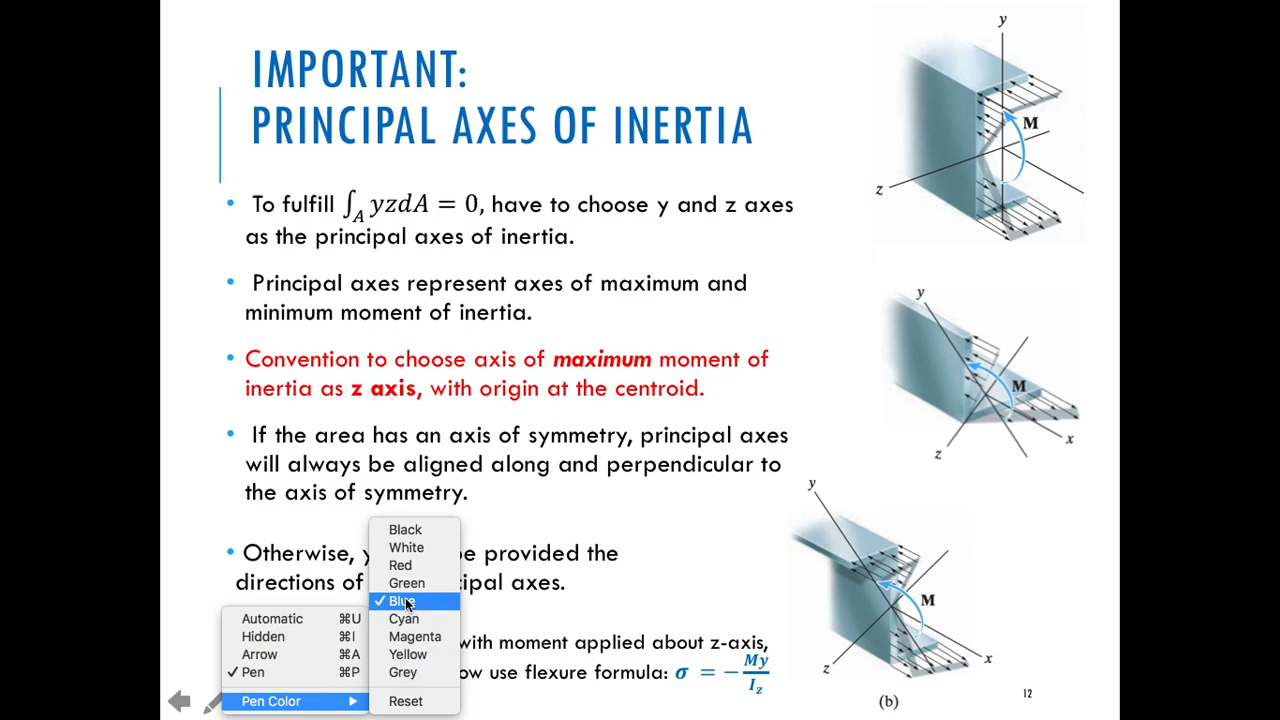 IMPORTANT:
PRINCIPAL AXES OF INERTIA
• To fulfill ∫_A yzdA = 0, have to choose y and z axes
as the principal axes of inertia.
• Principal axes represent axes of maximum and
minimum moment of inertia.
• Convention to choose axis of maximum moment of
inertia as z axis, with origin at the centroid.
• If the area has an axis of symmetry, principal axes
will always be aligned along and perpendicular to
the axis of symmetry.
• Otherwise, be provided the
directions of axes.
with moment applied about z-axis,
use flexure formula: σ = −My/I_z
Automatic ⌘U
Hidden ⌘I
Arrow ⌘A
✓ Pen ⌘P
Pen Color ▶
Black
White
Red
Green
✓ Blue
Cyan
Magenta
Yellow
Grey
Reset
y
M
z
y
M
x
z
y
M
x
z
(b)
12